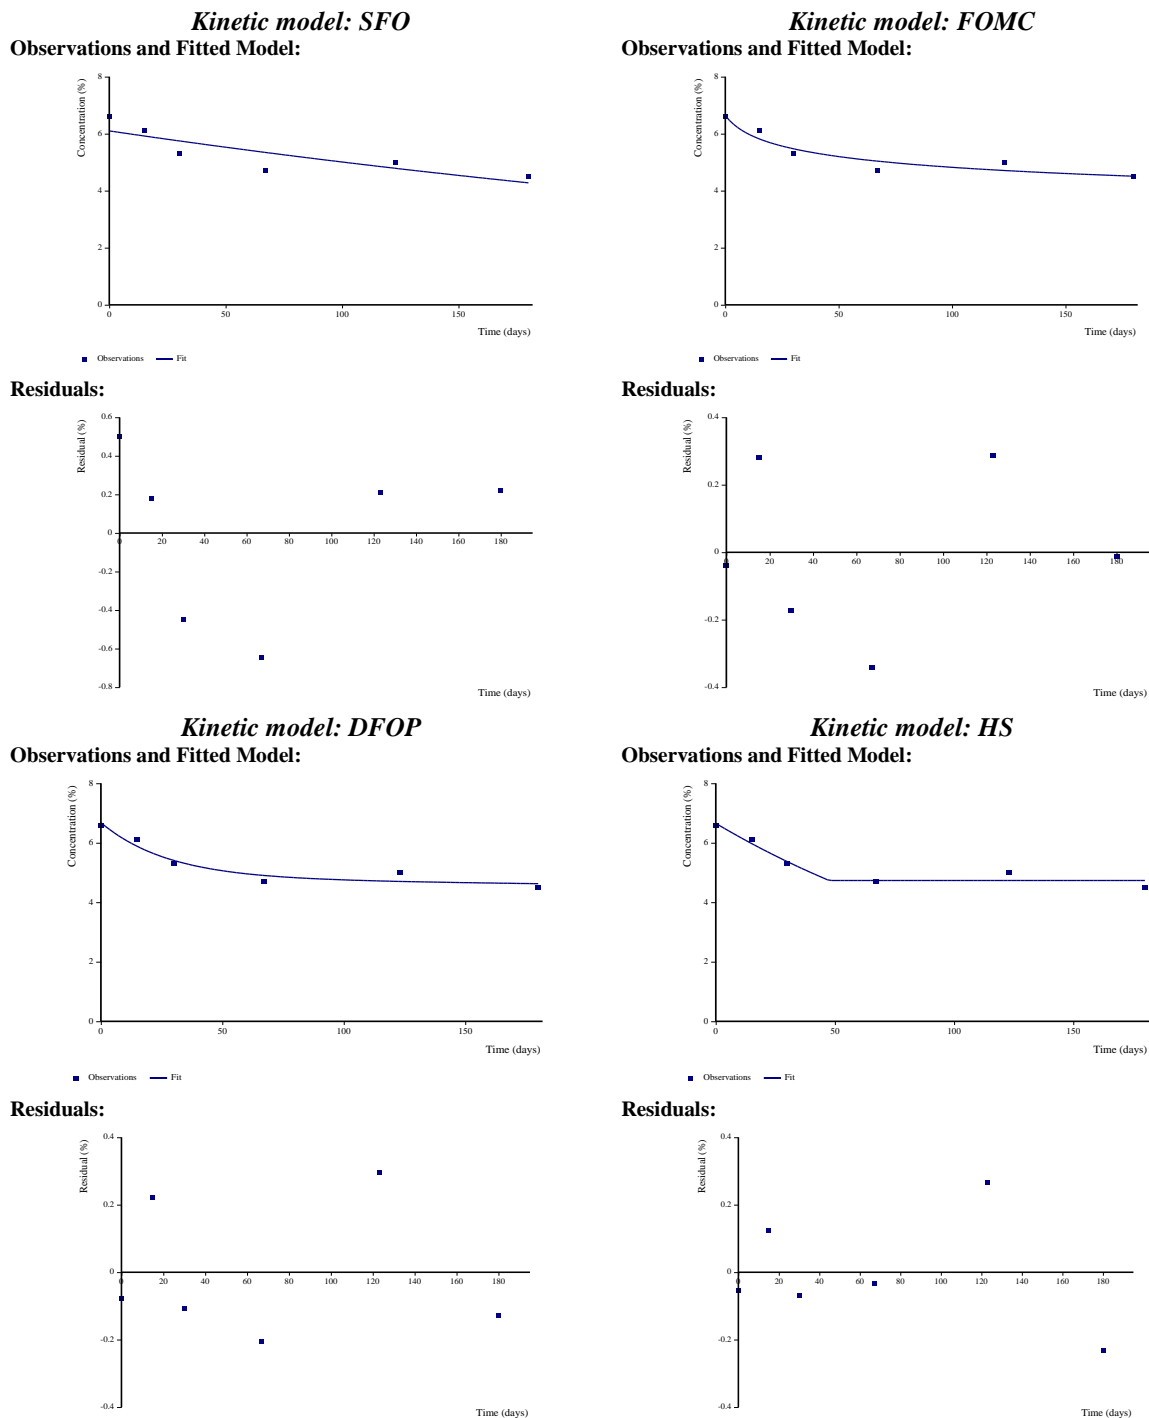 Kinetic model: SFO
Observations and Fitted Model:
Concentration (%)
8
6
4
2
0
0 50 100 150
Time (days)
Observations Fit
Residuals:
Residual (%)
0.6
0.4
0.2
0
0 20 40 60 80 100 120 140 160 180
-0.2
-0.4
-0.6
-0.8
Time (days)
Kinetic model: FOMC
Observations and Fitted Model:
Concentration (%)
8
6
4
2
0
0 50 100 150
Time (days)
Observations Fit
Residuals:
Residual (%)
0.4
0.2
0
0 20 40 60 80 100 120 140 160 180
-0.2
-0.4
Time (days)
Kinetic model: DFOP
Observations and Fitted Model:
Concentration (%)
8
6
4
2
0
0 50 100 150
Time (days)
Observations Fit
Residuals:
Residual (%)
0.4
0.2
0
0 20 40 60 80 100 120 140 160 180
-0.2
-0.4
Time (days)
Kinetic model: HS
Observations and Fitted Model:
Concentration (%)
8
6
4
2
0
0 50 100 150
Time (days)
Observations Fit
Residuals:
Residual (%)
0.4
0.2
0
0 20 40 60 80 100 120 140 160 180
-0.2
-0.4
Time (days)